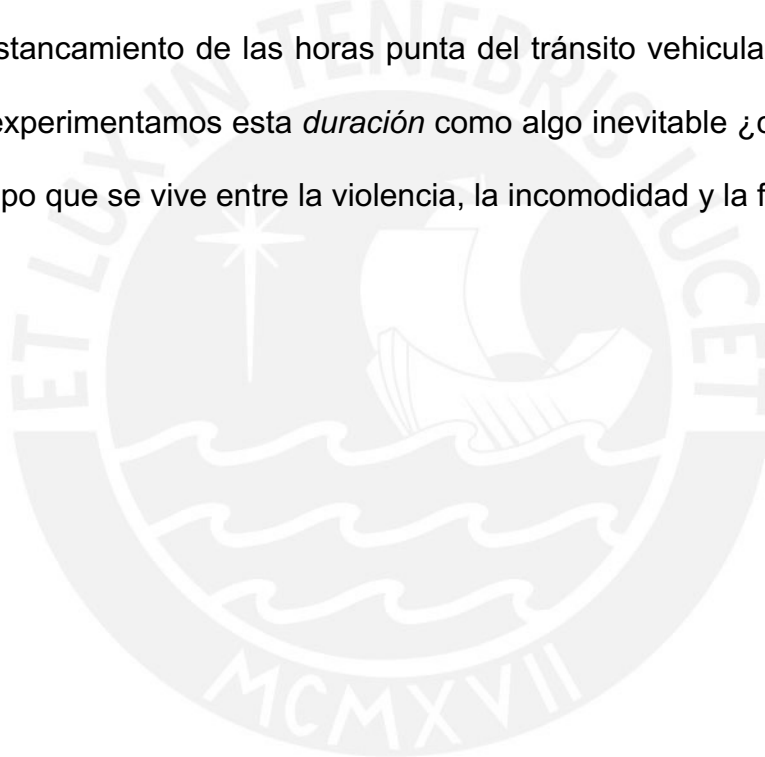 stancamiento de las horas punta del tránsito vehicula
experimentamos esta duración como algo inevitable
po que se vive entre la violencia, la incomodidad y la
ET LUX IN TENEBRIS LUCET
MCMXVII